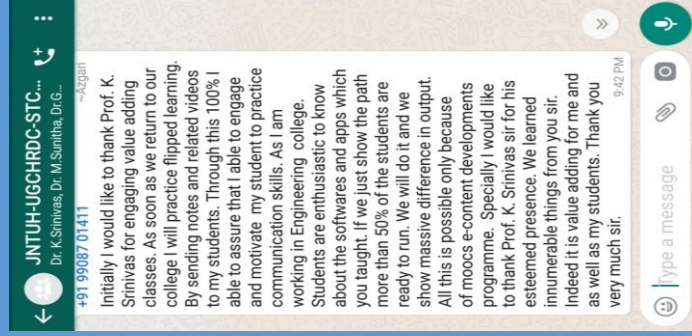 JNTUH-UGCHRDC-STC...
Dr. K.Srinivas, Dr. M.Sunitha, Dr.G...
+91 99087 01411
~Azgari
Initially I would like to thank Prof. K.
Srinivas for engaging value adding
classes. As soon as we return to our
college I will practice flipped learning.
By sending notes and related videos
to my students. Through this 100% I
able to assure that I able to engage
and motivate my student to practice
communication skills. As I am
working in Engineering college.
Students are enthusiastic to know
about the softwares and apps which
you taught. If we just show the path
more than 50% of the students are
ready to run. We will do it and we
show massive difference in output.
All this is possible only because
of moocs e-content developments
programme. Specially I would like
to thank Prof. K. Srinivas sir for his
esteemed presence. We learned
innumerable things from you sir.
Indeed it is value adding for me and
as well as my students. Thank you
very much sir.
9:42 PM
Type a message